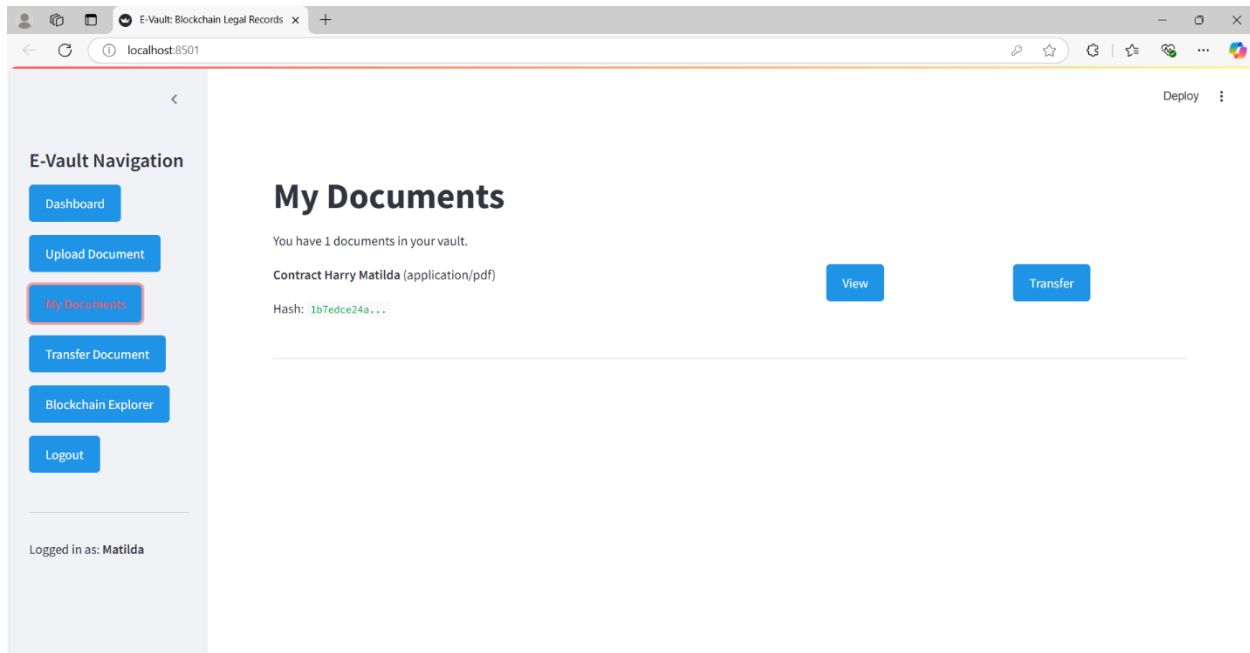 E-Vault: Blockchain Legal Records
localhost:8501
Deploy
E-Vault Navigation
Dashboard
Upload Document
My Documents
Transfer Document
Blockchain Explorer
Logout
Logged in as: Matilda
My Documents
You have 1 documents in your vault.
Contract Harry Matilda (application/pdf)
Hash: 1b7edce24a...
View
Transfer